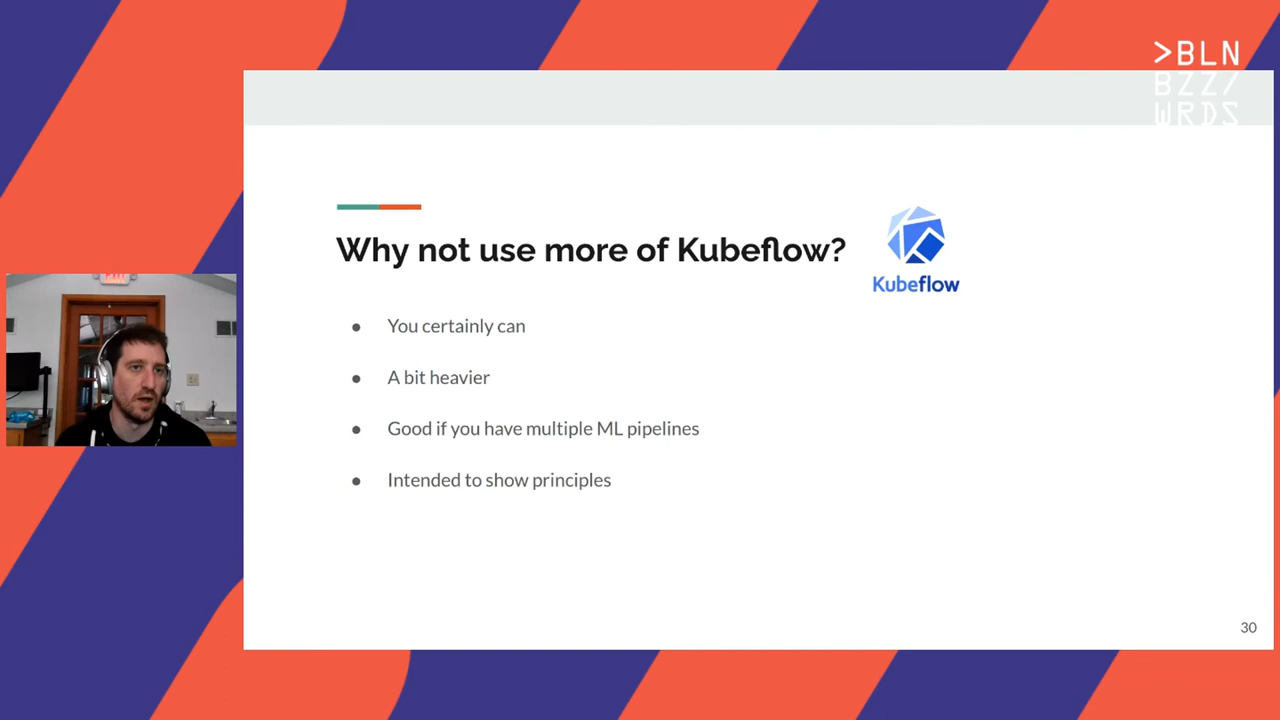 >BLN
BZZ/
WRDS
Why not use more of Kubeflow?
Kubeflow
● You certainly can
● A bit heavier
● Good if you have multiple ML pipelines
● Intended to show principles
30